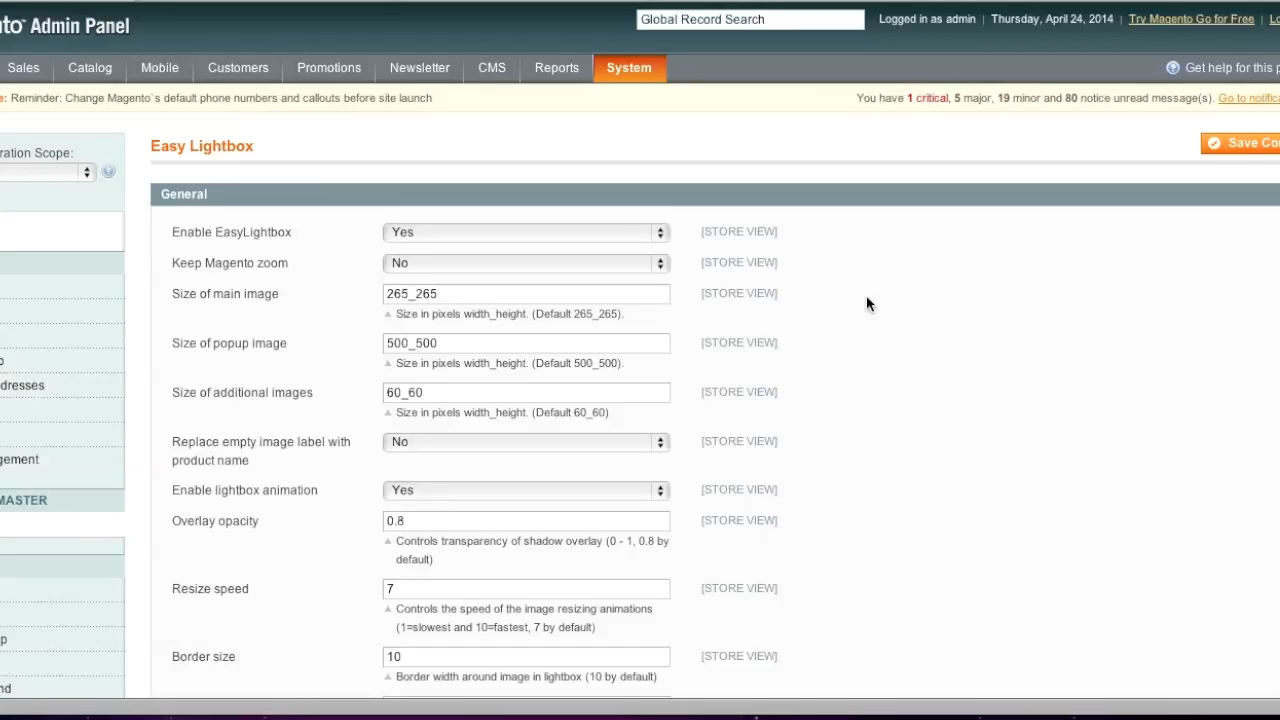 nto Admin Panel
Global Record Search
Logged in as admin | Thursday, April 24, 2014 | Try Magento Go for Free | Lo
Sales Catalog Mobile Customers Promotions Newsletter CMS Reports System
Get help for this p
e: Reminder: Change Magento`s default phone numbers and callouts before site launch
You have 1 critical, 5 major, 19 minor and 80 notice unread message(s). Go to notifica
ration Scope:
Easy Lightbox
Save Co
General
Enable EasyLightbox Yes [STORE VIEW]
Keep Magento zoom No [STORE VIEW]
Size of main image 265_265 [STORE VIEW]
Size in pixels width_height. (Default 265_265).
Size of popup image 500_500 [STORE VIEW]
Size in pixels width_height. (Default 500_500).
dresses
Size of additional images 60_60 [STORE VIEW]
Size in pixels width_height. (Default 60_60)
Replace empty image label with No [STORE VIEW]
product name
gement
Enable lightbox animation Yes [STORE VIEW]
MASTER
Overlay opacity 0.8 [STORE VIEW]
Controls transparency of shadow overlay (0 - 1, 0.8 by
default)
Resize speed 7 [STORE VIEW]
Controls the speed of the image resizing animations
(1=slowest and 10=fastest, 7 by default)
p
Border size 10 [STORE VIEW]
Border width around image in lightbox (10 by default)
nd